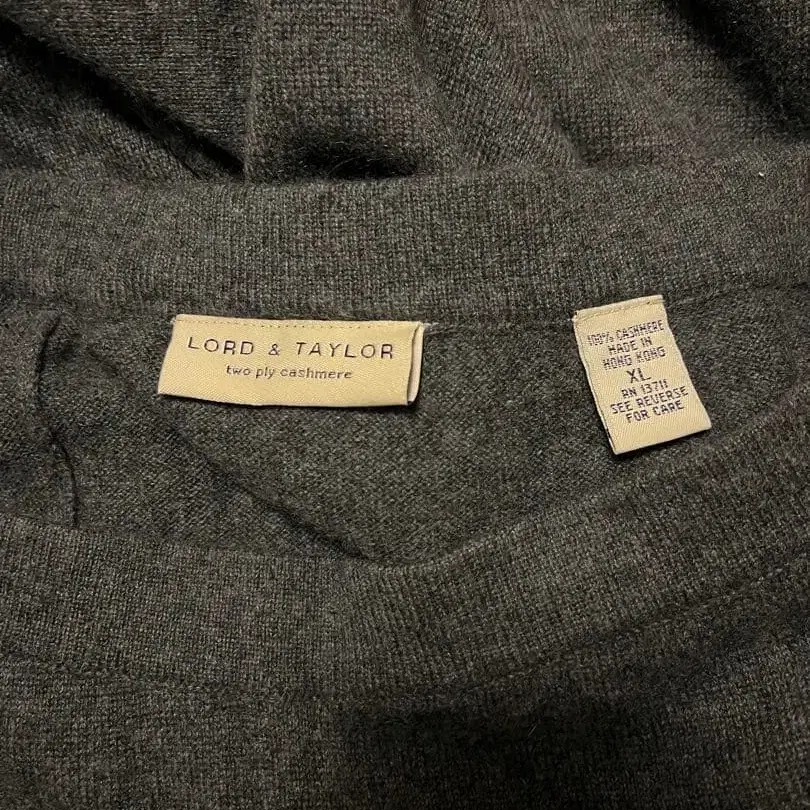 LORD & TAYLOR
two ply cashmere
100% CASHMERE
MADE IN
HONG KONG
XL
RN 13711
SEE REVERSE
FOR CARE